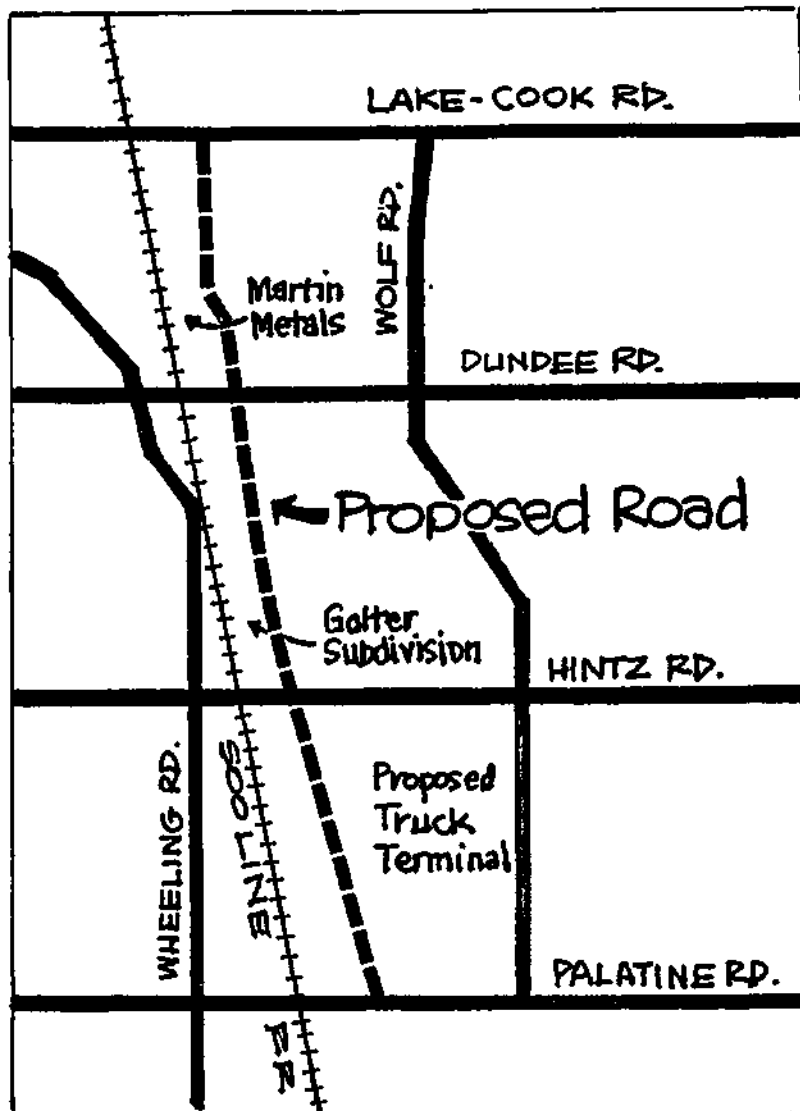 LAKE-COOK RD.
WOLF RD.
Martin
Metals
DUNDEE RD.
Proposed Road
Galter
Subdivision
HINTZ RD.
Proposed
Truck
Terminal
WHEELING RD.
SOO LINE
RR
PALATINE RD.